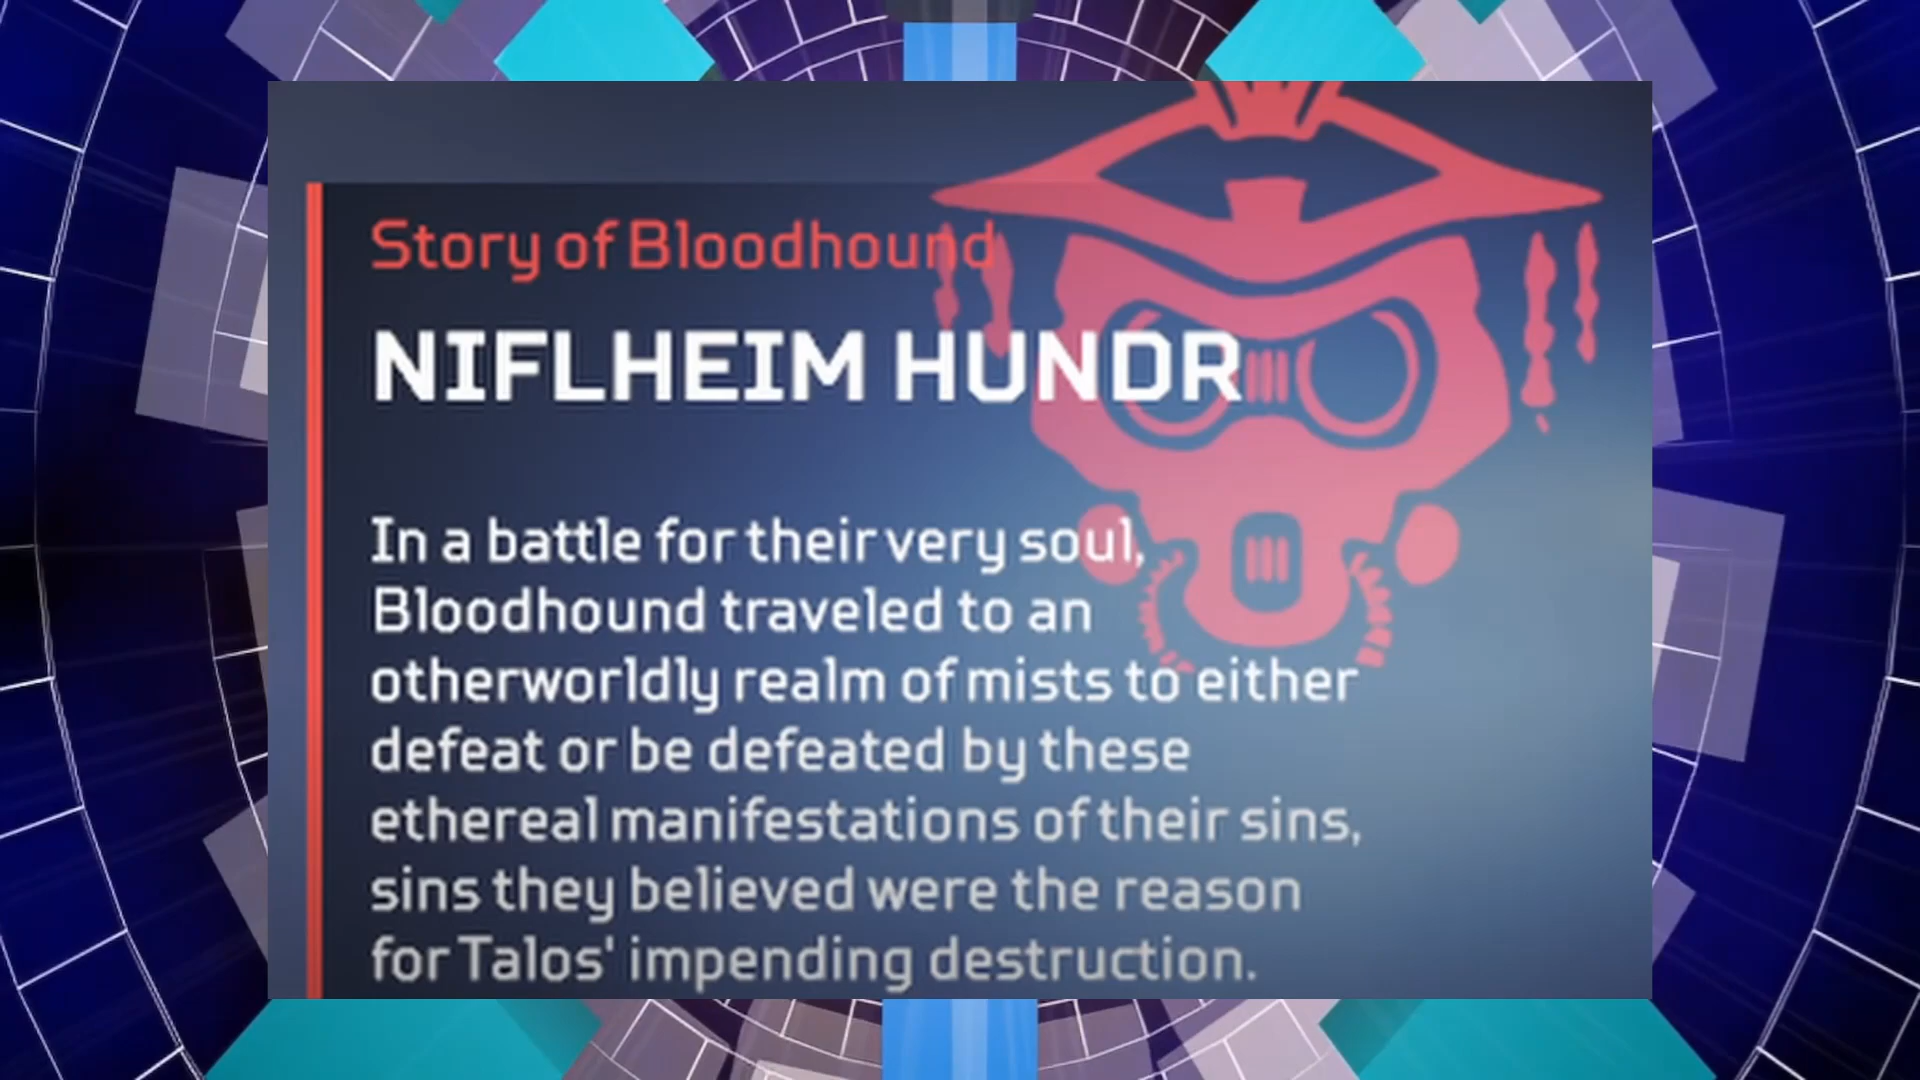 Story of Bloodhound
NIFLHEIM HUNDR
In a battle for their very soul,
Bloodhound traveled to an
otherworldly realm of mists to either
defeat or be defeated by these
ethereal manifestations of their sins,
sins they believed were the reason
for Talos' impending destruction.